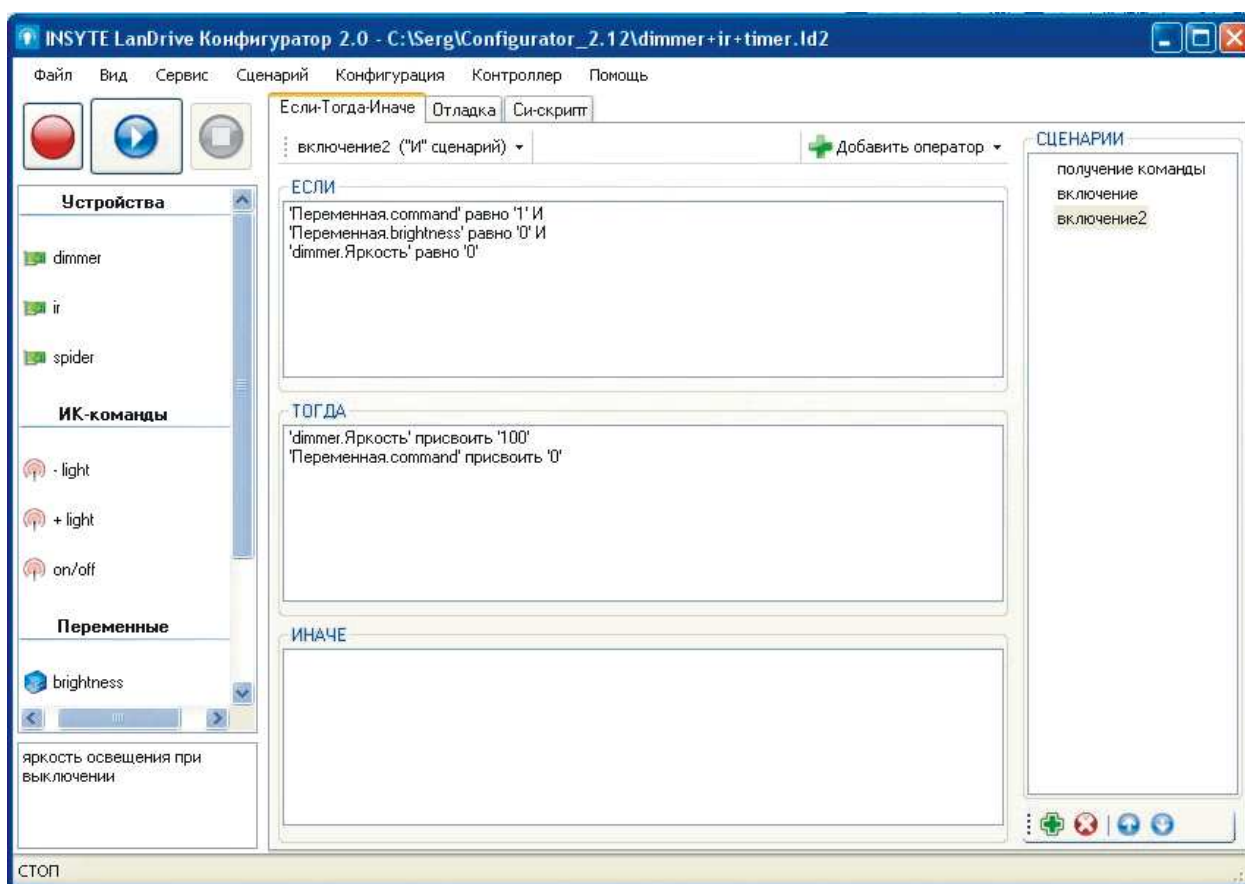 INSYTE LanDrive Конфигуратор 2.0 - C:\Serg\Configurator_2.12\dimmer+ir+timer.ld2
Файл Вид Сервис Сценарий Конфигурация Контроллер Помощь
Если-Тогда-Иначе Отладка Си-скрипт
включение2 ("И" сценарий) Добавить оператор
Устройства
dimmer
ir
spider
ИК-команды
- light
+ light
on/off
Переменные
brightness
яркость освещения при
выключении
ЕСЛИ
'Переменная.command' равно '1' И
'Переменная.brightness' равно '0' И
'dimmer.Яркость' равно '0'
ТОГДА
'dimmer.Яркость' присвоить '100'
'Переменная.command' присвоить '0'
ИНАЧЕ
СЦЕНАРИИ
получение команды
включение
включение2
СТОП